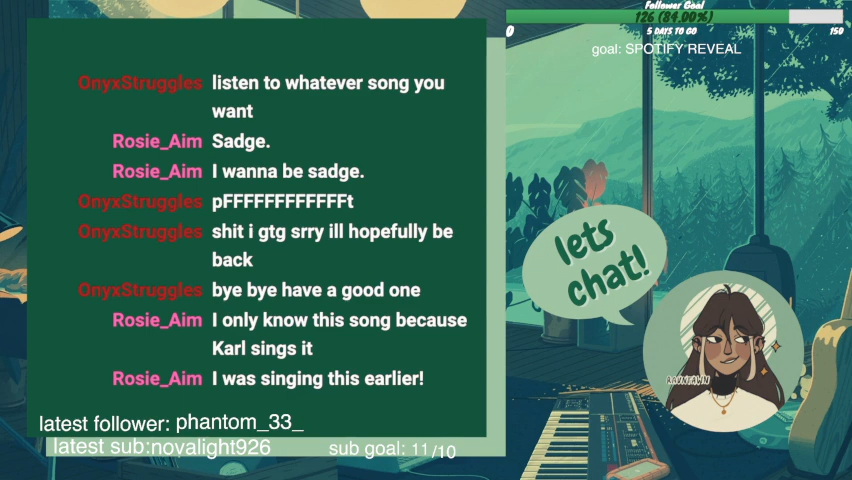 Follower Goal
126 (84.00%)
0 5 DAYS TO GO 150
goal: SPOTIFY REVEAL
OnyxStruggles listen to whatever song you
want
Rosie_Aim Sadge.
Rosie_Aim I wanna be sadge.
OnyxStruggles pFFFFFFFFFFFFt
OnyxStruggles shit i gtg srry ill hopefully be
back
OnyxStruggles bye bye have a good one
Rosie_Aim I only know this song because
Karl sings it
Rosie_Aim I was singing this earlier!
lets
chat!
latest follower: phantom_33_
latest sub:novalight926
sub goal: 11/10